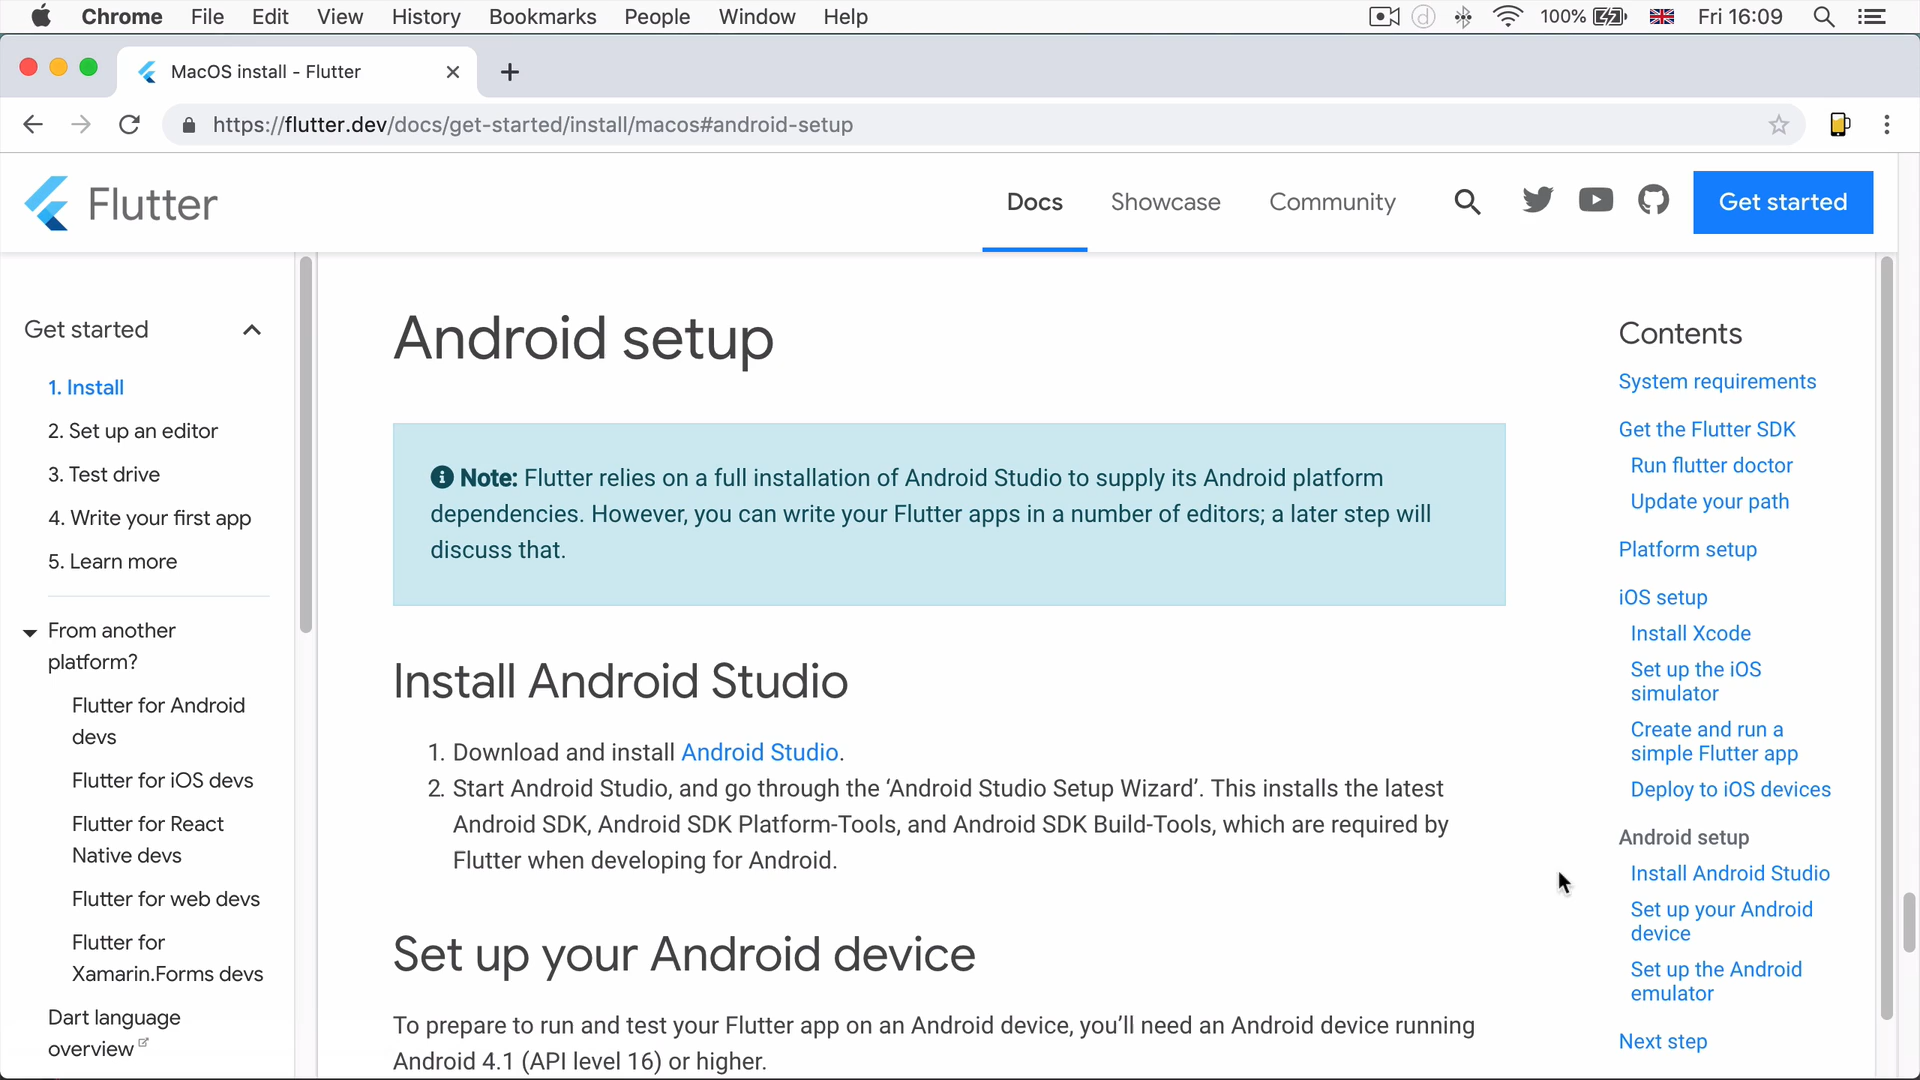 Chrome File Edit View History Bookmarks People Window Help 100% Fri 16:09
MacOS install - Flutter
https://flutter.dev/docs/get-started/install/macos#android-setup
Flutter
Docs Showcase Community Get started
Get started
1. Install
2. Set up an editor
3. Test drive
4. Write your first app
5. Learn more
From another
platform?
Flutter for Android
devs
Flutter for iOS devs
Flutter for React
Native devs
Flutter for web devs
Flutter for
Xamarin.Forms devs
Dart language
overview
Android setup
Note: Flutter relies on a full installation of Android Studio to supply its Android platform
dependencies. However, you can write your Flutter apps in a number of editors; a later step will
discuss that.
Install Android Studio
1. Download and install Android Studio.
2. Start Android Studio, and go through the ‘Android Studio Setup Wizard’. This installs the latest
Android SDK, Android SDK Platform-Tools, and Android SDK Build-Tools, which are required by
Flutter when developing for Android.
Set up your Android device
To prepare to run and test your Flutter app on an Android device, you’ll need an Android device running
Android 4.1 (API level 16) or higher.
Contents
System requirements
Get the Flutter SDK
Run flutter doctor
Update your path
Platform setup
iOS setup
Install Xcode
Set up the iOS
simulator
Create and run a
simple Flutter app
Deploy to iOS devices
Android setup
Install Android Studio
Set up your Android
device
Set up the Android
emulator
Next step